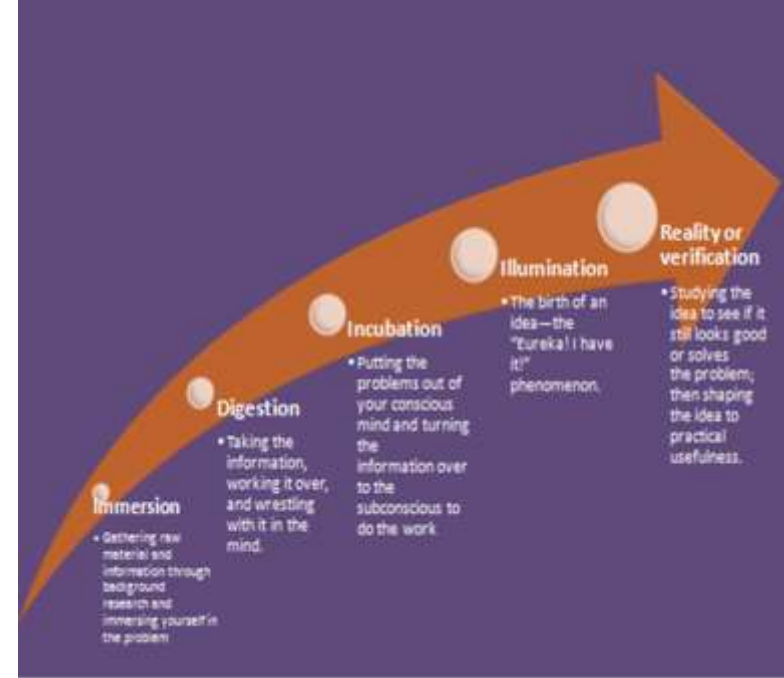 Immersion
• Gathering raw
material and
information through
background
research and
immersing yourself in
the problem
Digestion
• Taking the
information,
working it over,
and wrestling
with it in the
mind.
Incubation
• Putting the
problems out of
your conscious
mind and turning
the
information over
to the
subconscious to
do the work
Illumination
• The birth of an
idea—the
"Eureka! I have
it!"
phenomenon.
Reality or
verification
• Studying the
idea to see if it
still looks good
or solves
the problem;
then shaping
the idea to
practical
usefulness.